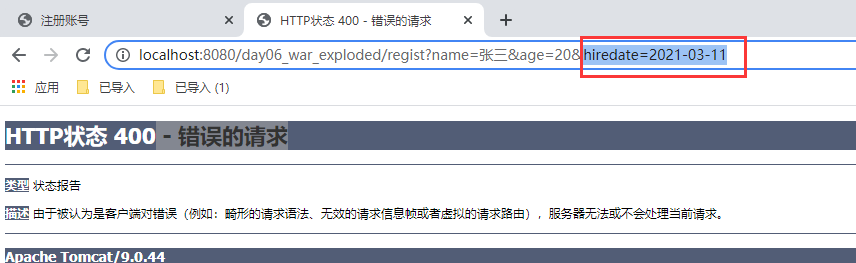 注册账号
HTTP状态 400 - 错误的请求
localhost:8080/day06_war_exploded/regist?name=张三&age=20&hiredate=2021-03-11
应用 已导入 已导入 (1)
HTTP状态 400 - 错误的请求
类型 状态报告
描述 由于被认为是客户端对错误（例如：畸形的请求语法、无效的请求信息帧或者虚拟的请求路由），服务器无法或不会处理当前请求。
Apache Tomcat/9.0.44